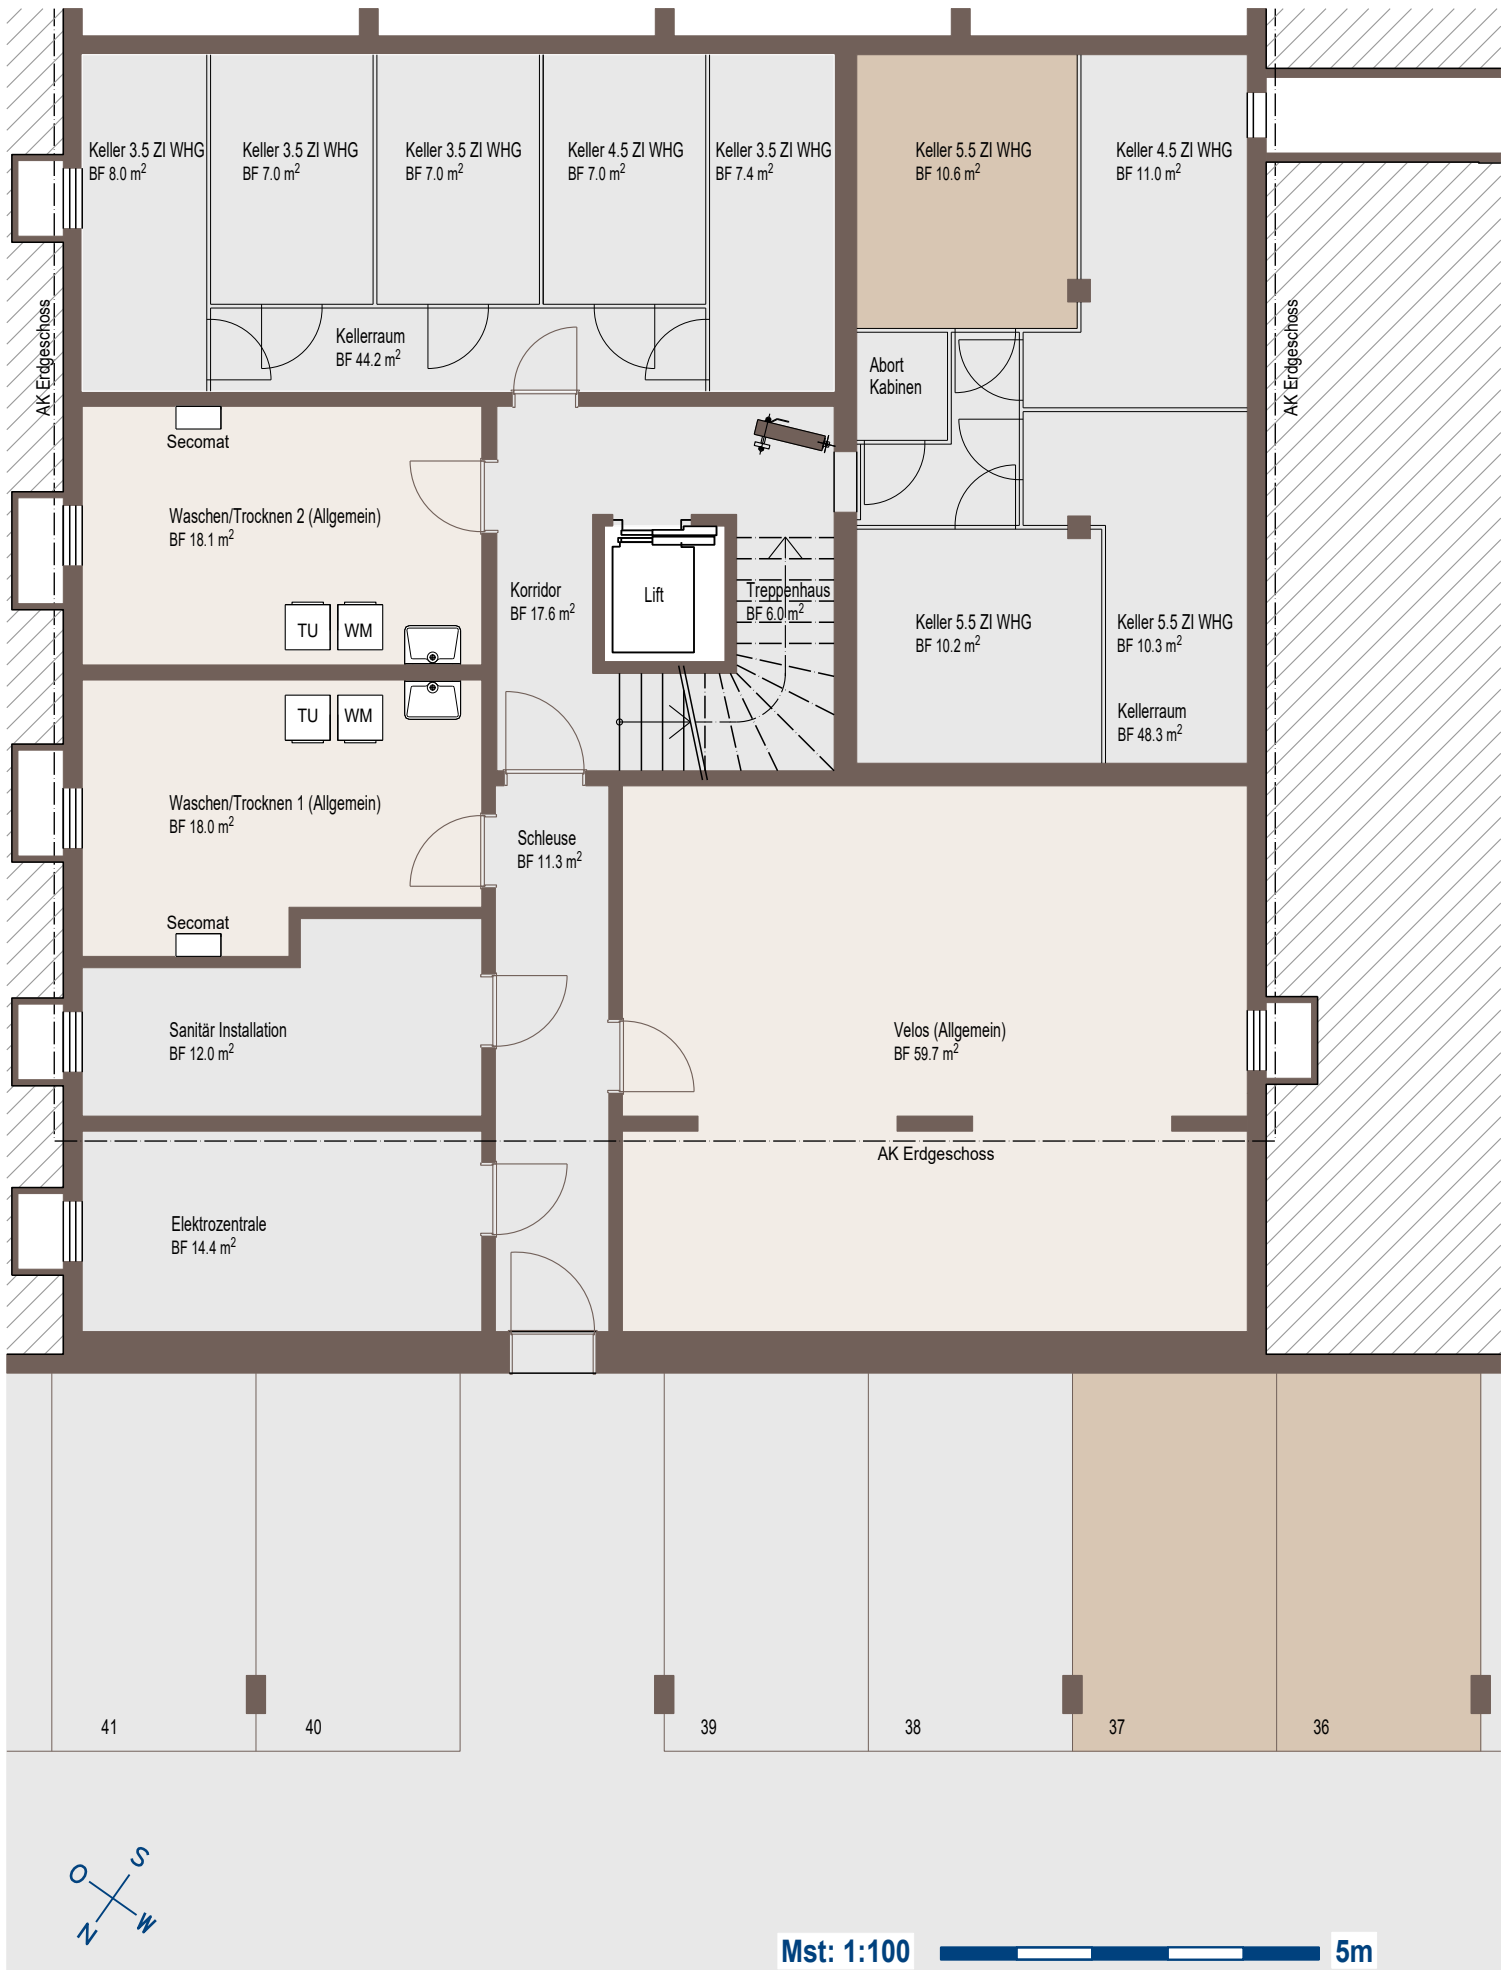 Keller 3.5 ZI WHG
BF 8.0 m²
Keller 3.5 ZI WHG
BF 7.0 m²
Keller 3.5 ZI WHG
BF 7.0 m²
Keller 4.5 ZI WHG
BF 7.0 m²
Keller 3.5 ZI WHG
BF 7.4 m²
Keller 5.5 ZI WHG
BF 10.6 m²
Keller 4.5 ZI WHG
BF 11.0 m²
AK Erdgeschoss
Kellerraum
BF 44.2 m²
Abort
Kabinen
AK Erdgeschoss
Secomat
Waschen/Trocknen 2 (Allgemein)
BF 18.1 m²
TU
WM
Korridor
BF 17.6 m²
Lift
Treppenhaus
BF 6.0 m²
Keller 5.5 ZI WHG
BF 10.2 m²
Keller 5.5 ZI WHG
BF 10.3 m²
Kellerraum
BF 48.3 m²
TU
WM
Waschen/Trocknen 1 (Allgemein)
BF 18.0 m²
Schleuse
BF 11.3 m²
Secomat
Sanitär Installation
BF 12.0 m²
Velos (Allgemein)
BF 59.7 m²
AK Erdgeschoss
Elektrozentrale
BF 14.4 m²
41
40
39
38
37
36
O
S
N
W
Mst: 1:100
5m